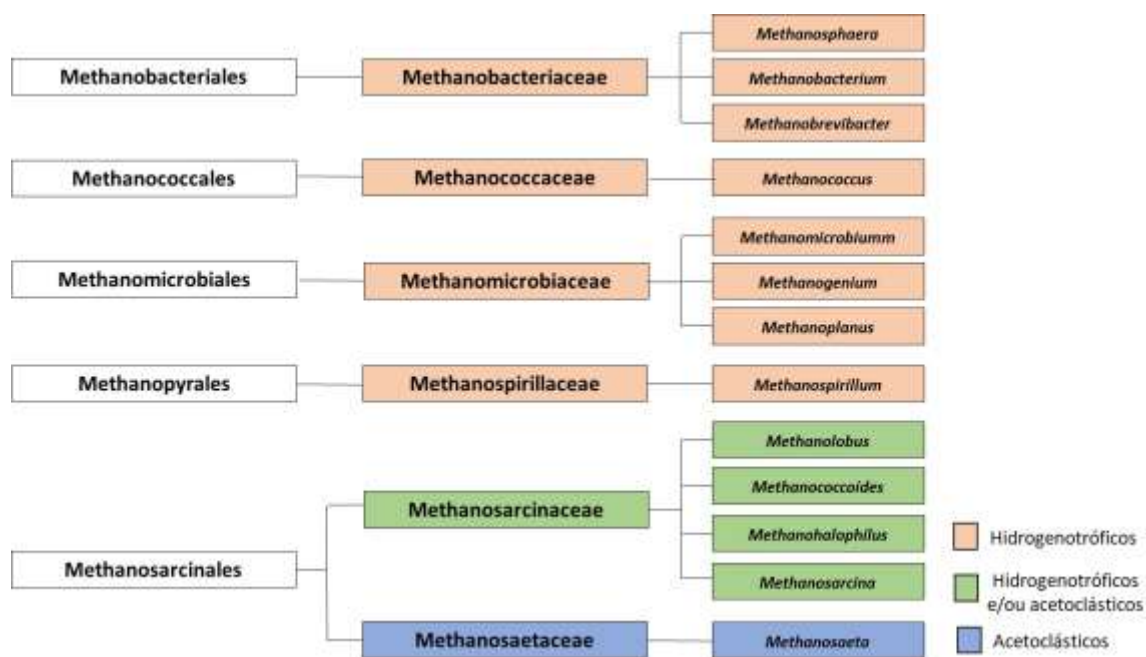 Methanobacteriales
Methanobacteriaceae
Methanosphaera
Methanobacterium
Methanobrevibacter
Methanococcales
Methanococcaceae
Methanococcus
Methanomicrobiales
Methanomicrobiaceae
Methanomicrobiumm
Methanogenium
Methanoplanus
Methanopyrales
Methanospirillaceae
Methanospirillum
Methanosarcinales
Methanosarcinaceae
Methanolobus
Methanococcoides
Methanohalophilus
Methanosarcina
Methanosaetaceae
Methanosaeta
Hidrogenotróficos
Hidrogenotróficos
e/ou acetoclásticos
Acetoclásticos